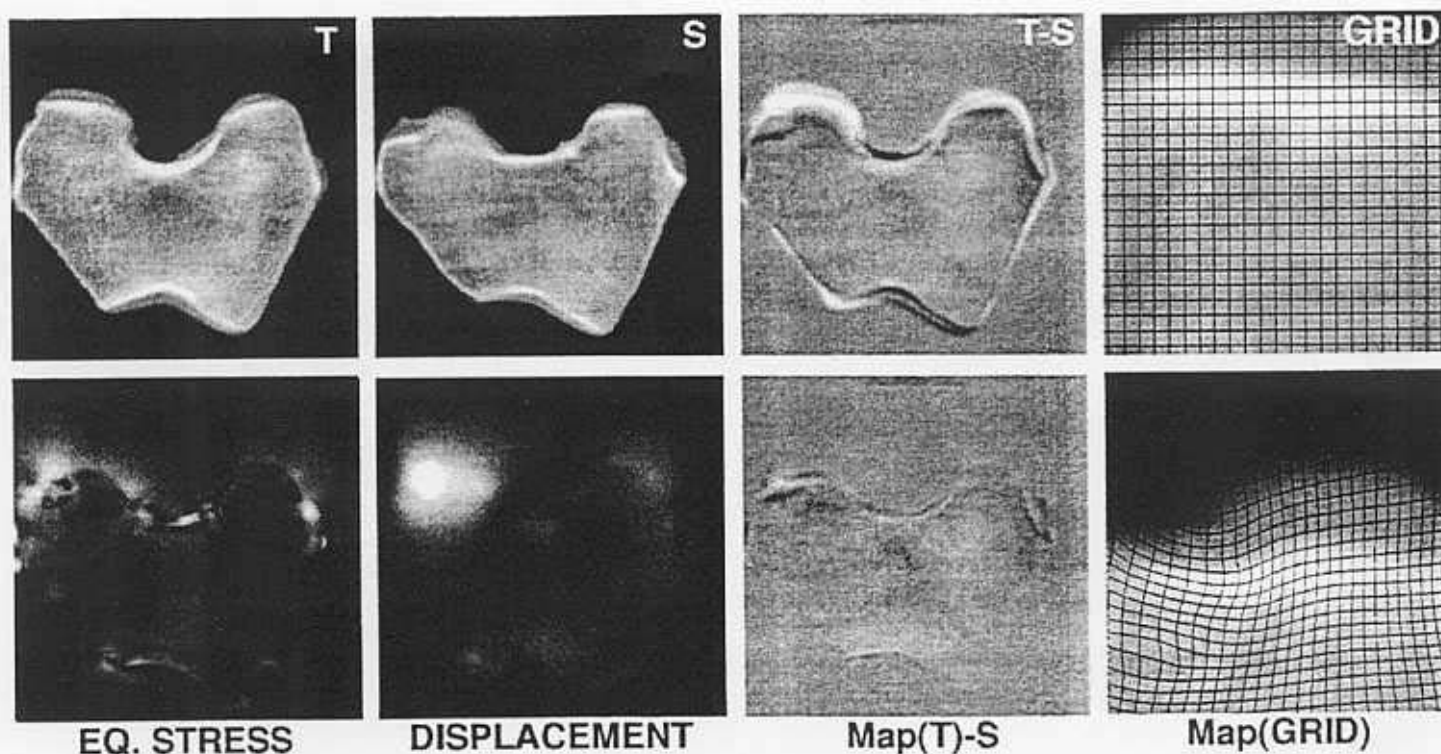 T
S
T-S
GRID
EQ. STRESS
DISPLACEMENT
Map(T)-S
Map(GRID)